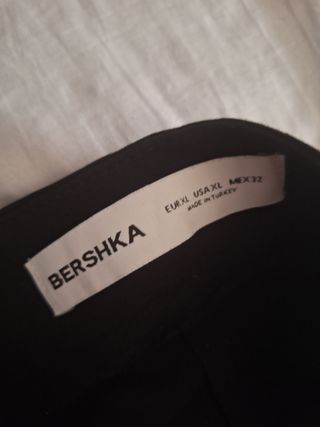 BERSHKA
EUR XL USA XL MEX 32
MADE IN TURKEY